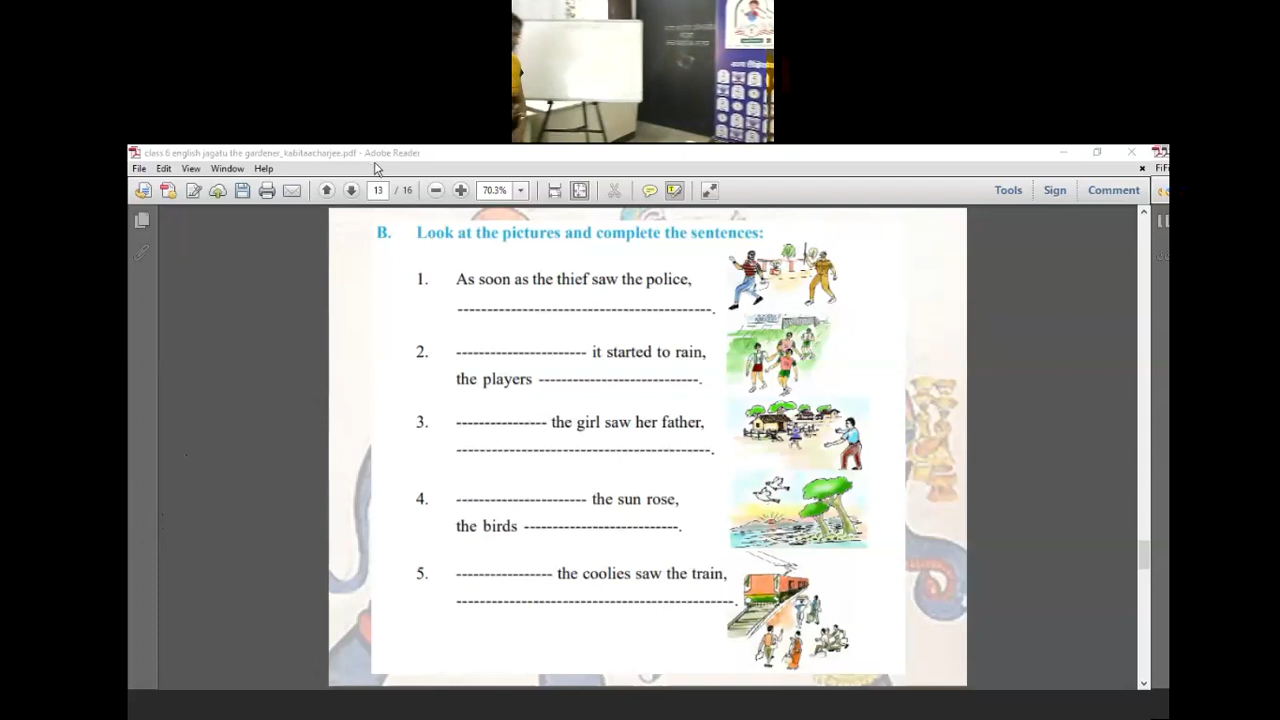 class 6 english jagatu the gardener_kabitaacharjee.pdf - Adobe Reader
File Edit View Window Help
13 / 16 70.3% Tools Sign Comment
B. Look at the pictures and complete the sentences:
1. As soon as the thief saw the police,
------------------------------------------.
2. ---------------------- it started to rain,
the players ---------------------------.
3. --------------- the girl saw her father,
------------------------------------------.
4. ---------------------- the sun rose,
the birds --------------------------.
5. ---------------- the coolies saw the train,
----------------------------------------------.